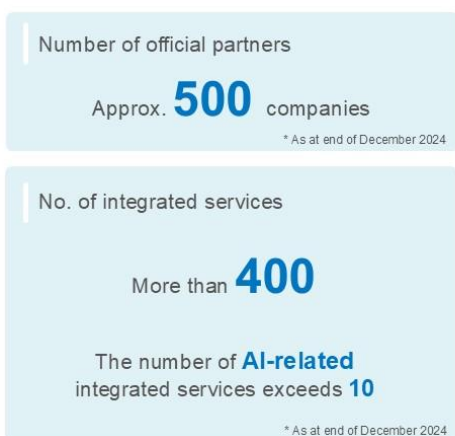 Number of official partners
Approx. 500 companies
* As at end of December 2024
No. of integrated services
More than 400
The number of AI-related
integrated services exceeds 10
* As at end of December 2024